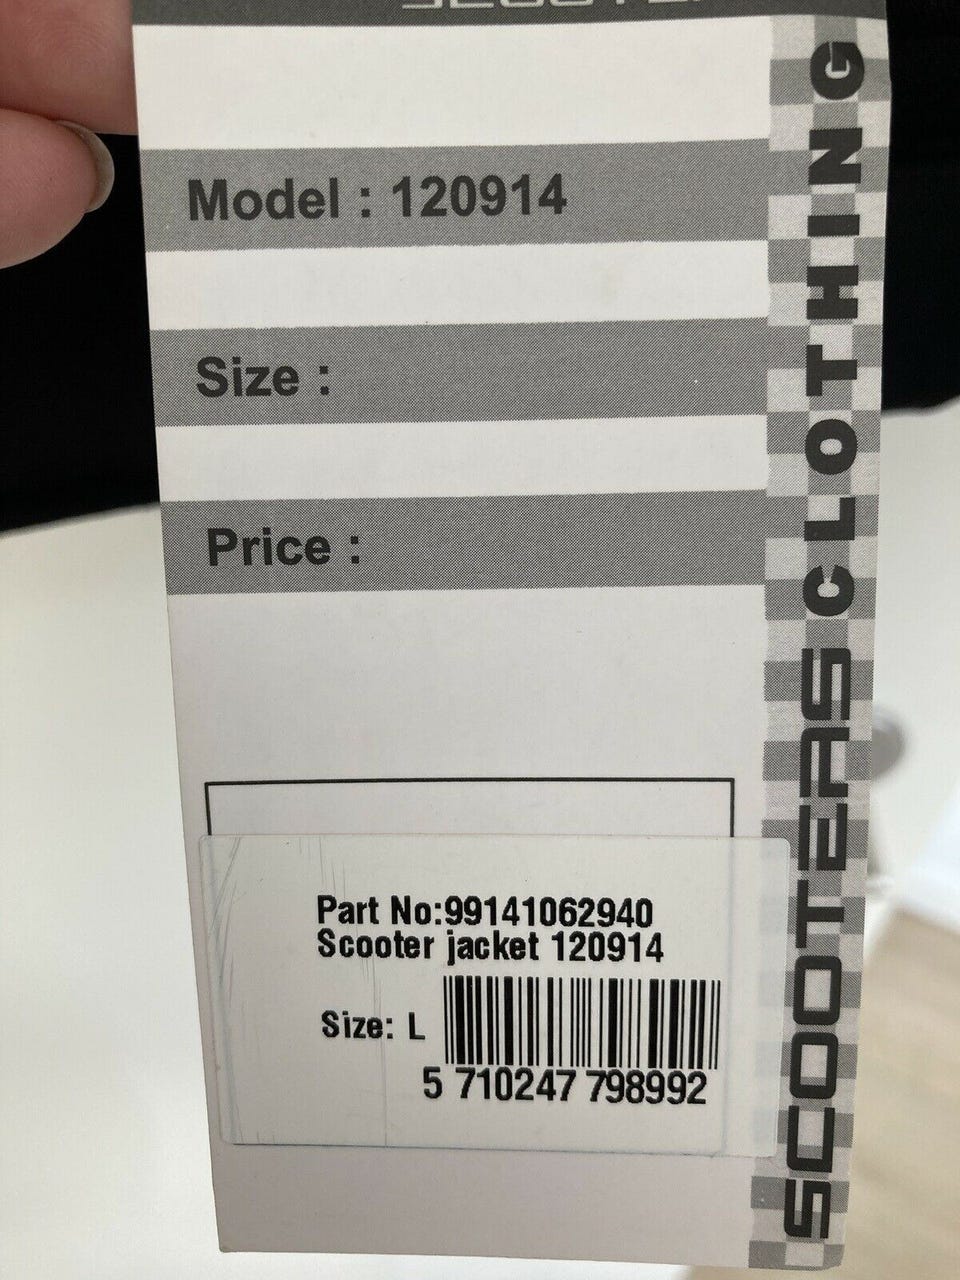 Model : 120914
Size :
Price :
Part No:99141062940
Scooter jacket 120914
Size: L
5 710247 798992
SCOOTERS CLOTHING